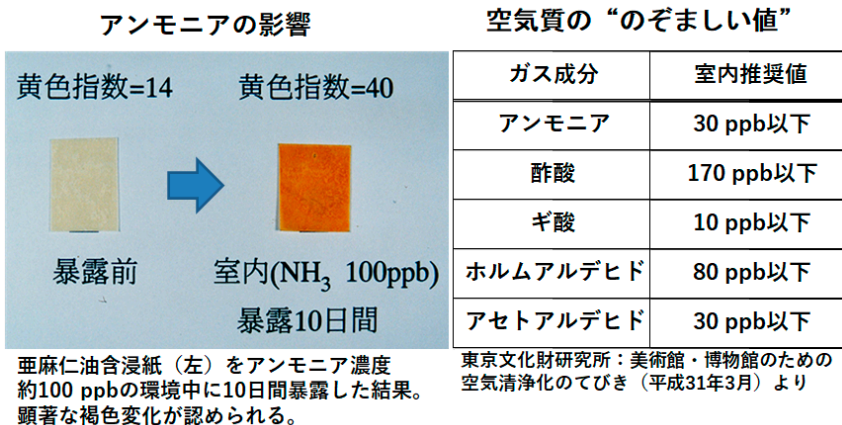 アンモニアの影響
黄色指数=14
黄色指数=40
暴露前
室内(NH₃ 100ppb)
暴露10日間
亜麻仁油含浸紙（左）をアンモニア濃度
約100 ppbの環境中に10日間暴露した結果。
顕著な褐色変化が認められる。
空気質の“のぞましい値”
ガス成分 室内推奨値
アンモニア 30 ppb以下
酢酸 170 ppb以下
ギ酸 10 ppb以下
ホルムアルデヒド 80 ppb以下
アセトアルデヒド 30 ppb以下
東京文化財研究所：美術館・博物館のための
空気清浄化のてびき（平成31年3月）より